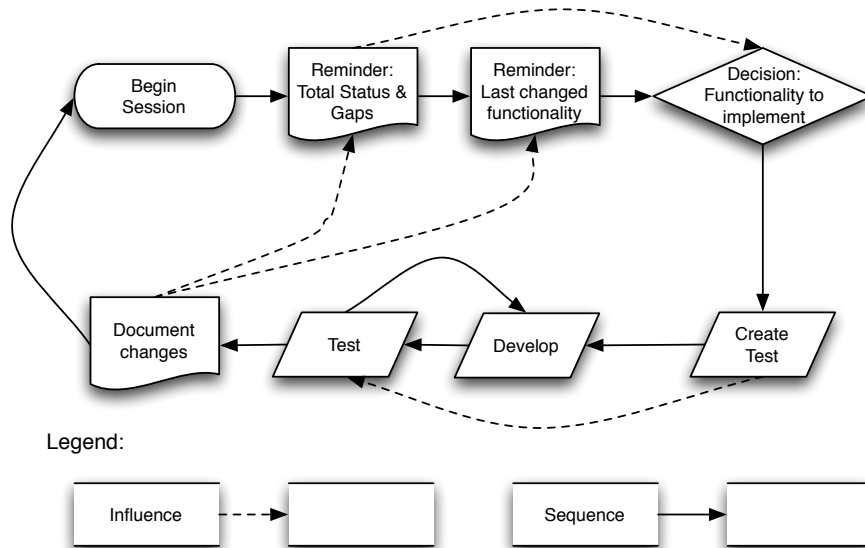 Begin
Session
Reminder:
Total Status &
Gaps
Reminder:
Last changed
functionality
Decision:
Functionality to
implement
Document
changes
Test
Develop
Create
Test
Legend:
Influence
Sequence